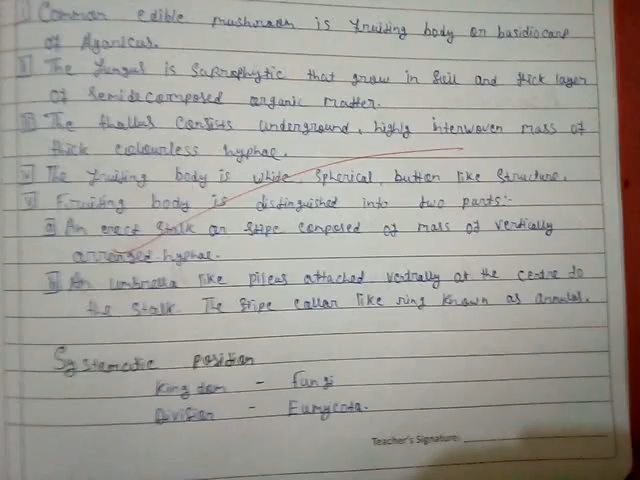 i) Common edible mushroom is fruiting body or basidiocarp
of Agaricus.
ii) The fungus is saprophytic that grow in soil and thick layer
of semidecomposed organic matter.
iii) The thallus consists underground, highly interwoven mass of
thick colourless hyphae.
iv) The fruiting body is white, spherical, button like structure.
v) Furuiting body is distinguished into two parts:-
i) An erect stalk or stipe composed of mass of vertically
arranged hyphae.
ii) An umbrella like pileus attached ventrally at the centre to
the stalk. The stipe collar like ring known as annulus.
Systematic position
Kingdom - Fungi
Division - Eumycota.
Teacher's Signature: